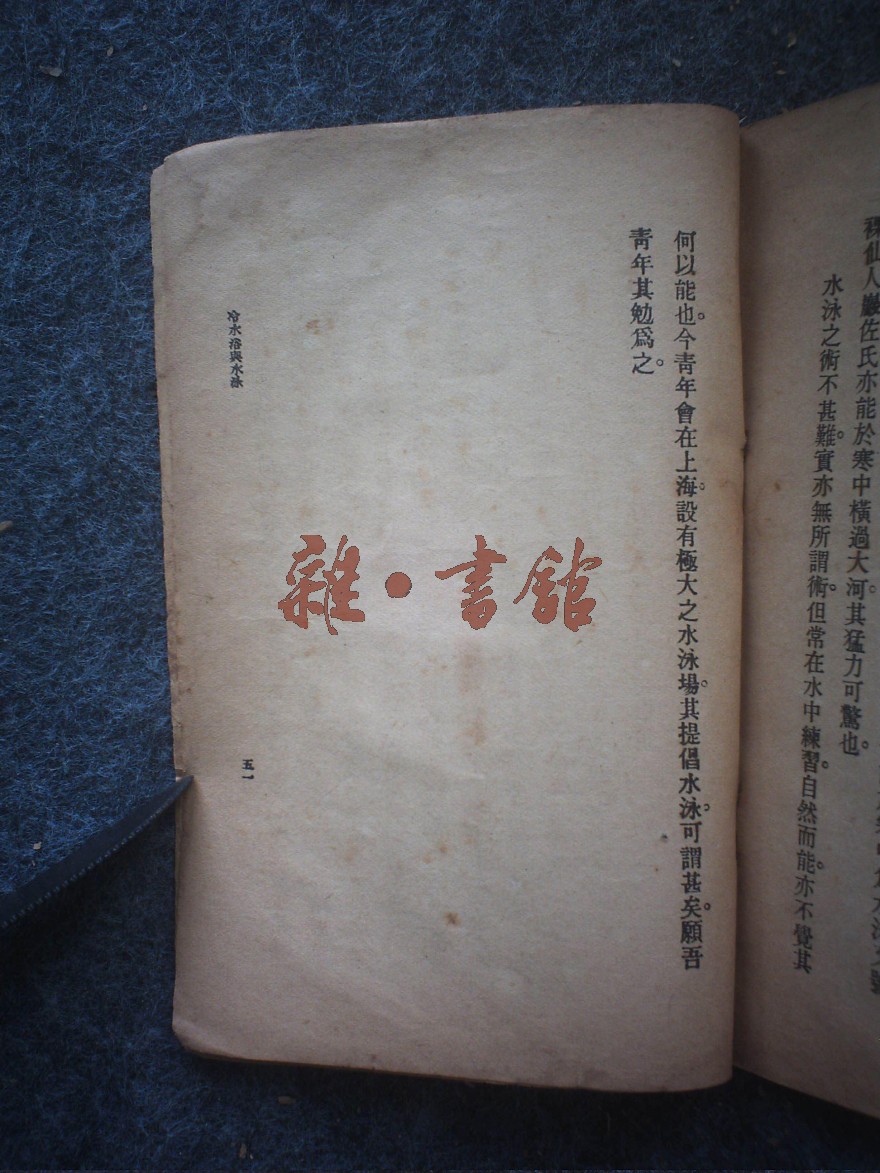 裸仙人巖佐氏亦能於寒中橫過大河。其猛力可驚也。
水泳之術不甚難。實亦無所謂術。但常在水中練習。自然而能。亦不覺其
何以能也。今靑年會在上海。設有極大之水泳場。其提倡水泳。可謂甚矣。願吾
靑年其勉爲之。
冷水浴與水泳
五一
雜·書館